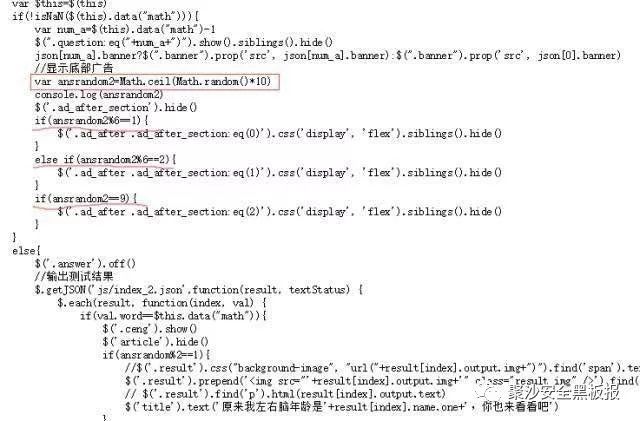 var $this=$(this)
if(!isNaN($(this).data("math"))){
var num_a=$(this).data("math")-1
$(".question:eq("+num_a+")").show().siblings().hide()
json[num_a].banner?$(".banner").prop('src', json[num_a].banner):$(".banner").prop('src', json[0].banner)
//显示底部广告
var ansrandom2=Math.ceil(Math.random()*10)
console.log(ansrandom2)
$('.ad_after_section').hide()
if(ansrandom2%6==1){
$('.ad_after .ad_after_section:eq(0)').css('display', 'flex').siblings().hide()
}
else if(ansrandom2%6==2){
$('.ad_after .ad_after_section:eq(1)').css('display', 'flex').siblings().hide()
}
if(ansrandom2==9){
$('.ad_after .ad_after_section:eq(2)').css('display', 'flex').siblings().hide()
}
}
else{
$('.answer').off()
//输出测试结果
$.getJSON('js/index_2.json',function(result, textStatus) {
$.each(result, function(index, val) {
if(val.word==$this.data("math")){
$('.ceng').show()
$('article').hide()
if(ansrandom%2==1){
//$('.result').css("background-image", "url("+result[index].output.img+")").find('span').te
$('.result').prepend('<img src="'+result[index].output.img+'" class="result_img" />').find(
// $('.result').find('p').html(result[index].output.text)
$('title').text('原来我左右脑年龄是'+result[index].name.one+'，你也来看看吧')
}
聚沙安全黑板报